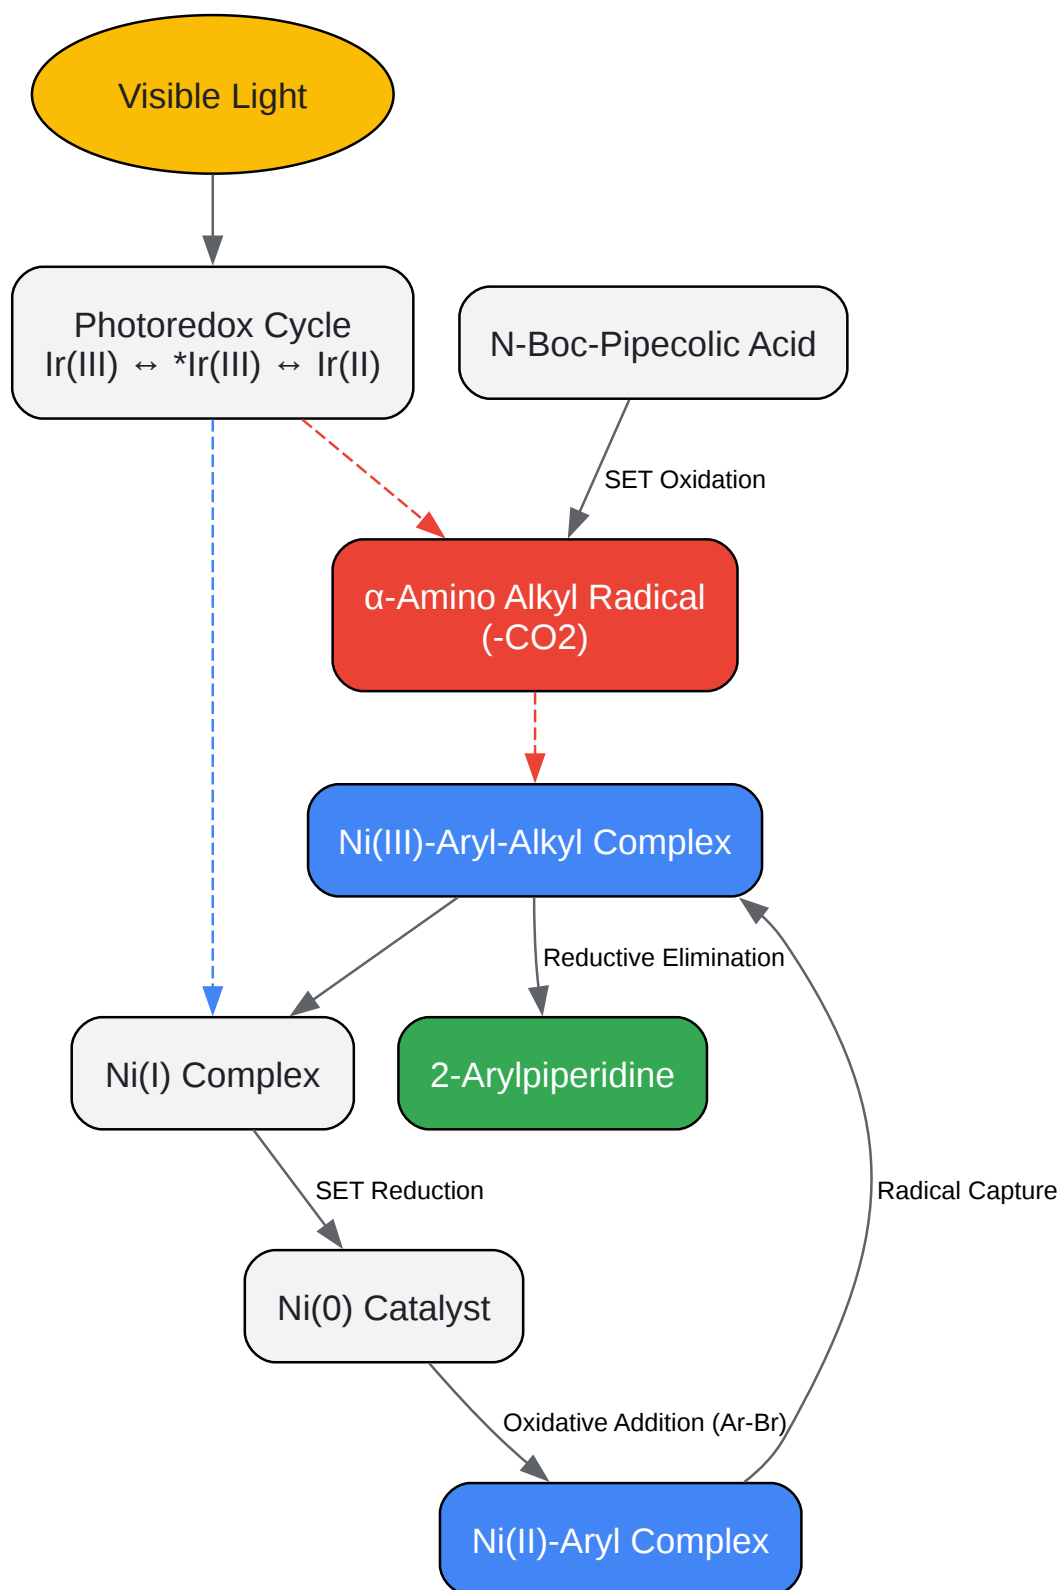 Visible Light
Photoredox Cycle
Ir(III) ↔ *Ir(III) ↔ Ir(II)
N-Boc-Pipecolic Acid
SET Oxidation
α-Amino Alkyl Radical
(-CO2)
Ni(III)-Aryl-Alkyl Complex
Reductive Elimination
Ni(I) Complex
2-Arylpiperidine
SET Reduction
Radical Capture
Ni(0) Catalyst
Oxidative Addition (Ar-Br)
Ni(II)-Aryl Complex